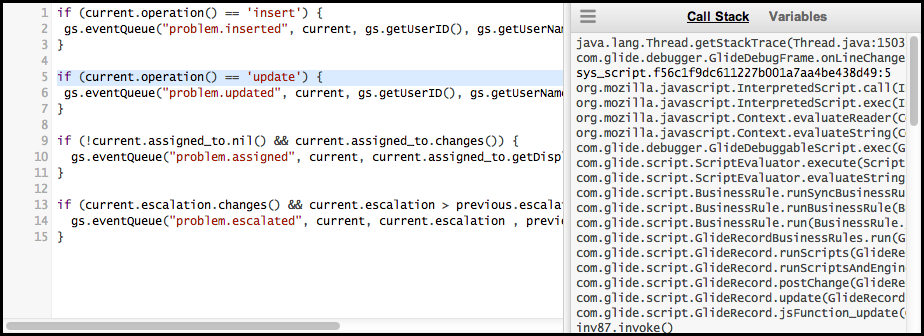 1 if (current.operation() == 'insert') {
2 gs.eventQueue("problem.inserted", current, gs.getUserID(), gs.getUserNam
3 }
4
5 if (current.operation() == 'update') {
6 gs.eventQueue("problem.updated", current, gs.getUserID(), gs.getUserName
7 }
8
9 if (!current.assigned_to.nil() && current.assigned_to.changes()) {
10 gs.eventQueue("problem.assigned", current, current.assigned_to.getDisp
11 }
12
13 if (current.escalation.changes() && current.escalation > previous.escala
14 gs.eventQueue("problem.escalated", current, current.escalation , previo
15 }
Call Stack Variables
java.lang.Thread.getStackTrace(Thread.java:1503
com.glide.debugger.GlideDebugFrame.onLineChange
sys_script.f56c1f9dc611227b001a7aa4be438d49:5
org.mozilla.javascript.InterpretedScript.call(I
org.mozilla.javascript.InterpretedScript.exec(I
org.mozilla.javascript.Context.evaluateReader(C
org.mozilla.javascript.Context.evaluateString(C
com.glide.debugger.GlideDebuggableScript.exec(G
com.glide.script.ScriptEvaluator.execute(Script
com.glide.script.ScriptEvaluator.evaluateString
com.glide.script.BusinessRule.runSyncBusinessRu
com.glide.script.BusinessRule.runBusinessRule(B
com.glide.script.BusinessRule.run(BusinessRule.
com.glide.script.GlideRecordBusinessRules.run(G
com.glide.script.GlideRecord.runScripts(GlideRe
com.glide.script.GlideRecord.runScriptsAndEngin
com.glide.script.GlideRecord.postChange(GlideRe
com.glide.script.GlideRecord.update(GlideRecord
com.glide.script.GlideRecord.jsFunction_update(
inv87.invoke()